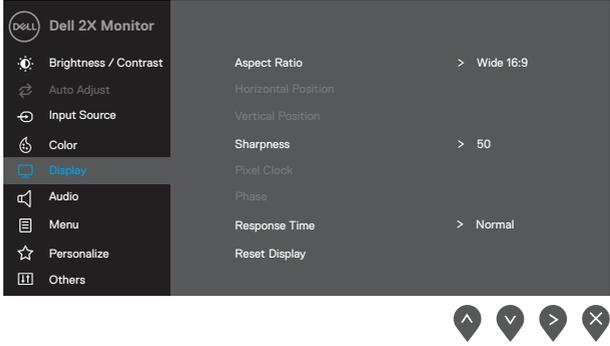 DELL Dell 2X Monitor
Brightness / Contrast
Auto Adjust
Input Source
Color
Display
Audio
Menu
Personalize
Others
Aspect Ratio > Wide 16:9
Horizontal Position
Vertical Position
Sharpness > 50
Pixel Clock
Phase
Response Time > Normal
Reset Display